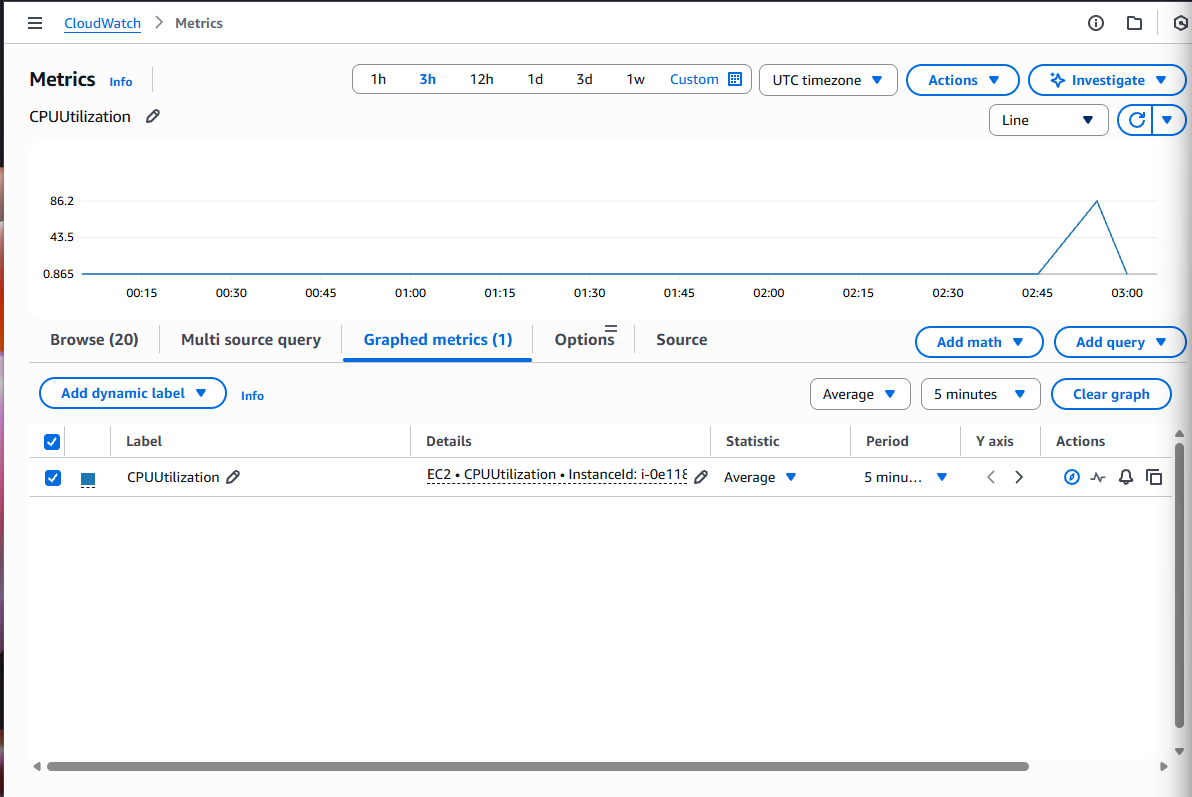 CloudWatch > Metrics
Metrics Info
1h 3h 12h 1d 3d 1w Custom UTC timezone Actions Investigate
CPUUtilization
Line
86.2
43.5
0.865
00:15 00:30 00:45 01:00 01:15 01:30 01:45 02:00 02:15 02:30 02:45 03:00
Browse (20) Multi source query Graphed metrics (1) Options Source Add math Add query
Add dynamic label Info Average 5 minutes Clear graph
Label Details Statistic Period Y axis Actions
CPUUtilization EC2 • CPUUtilization • InstanceId: i-0e118 Average 5 minu...